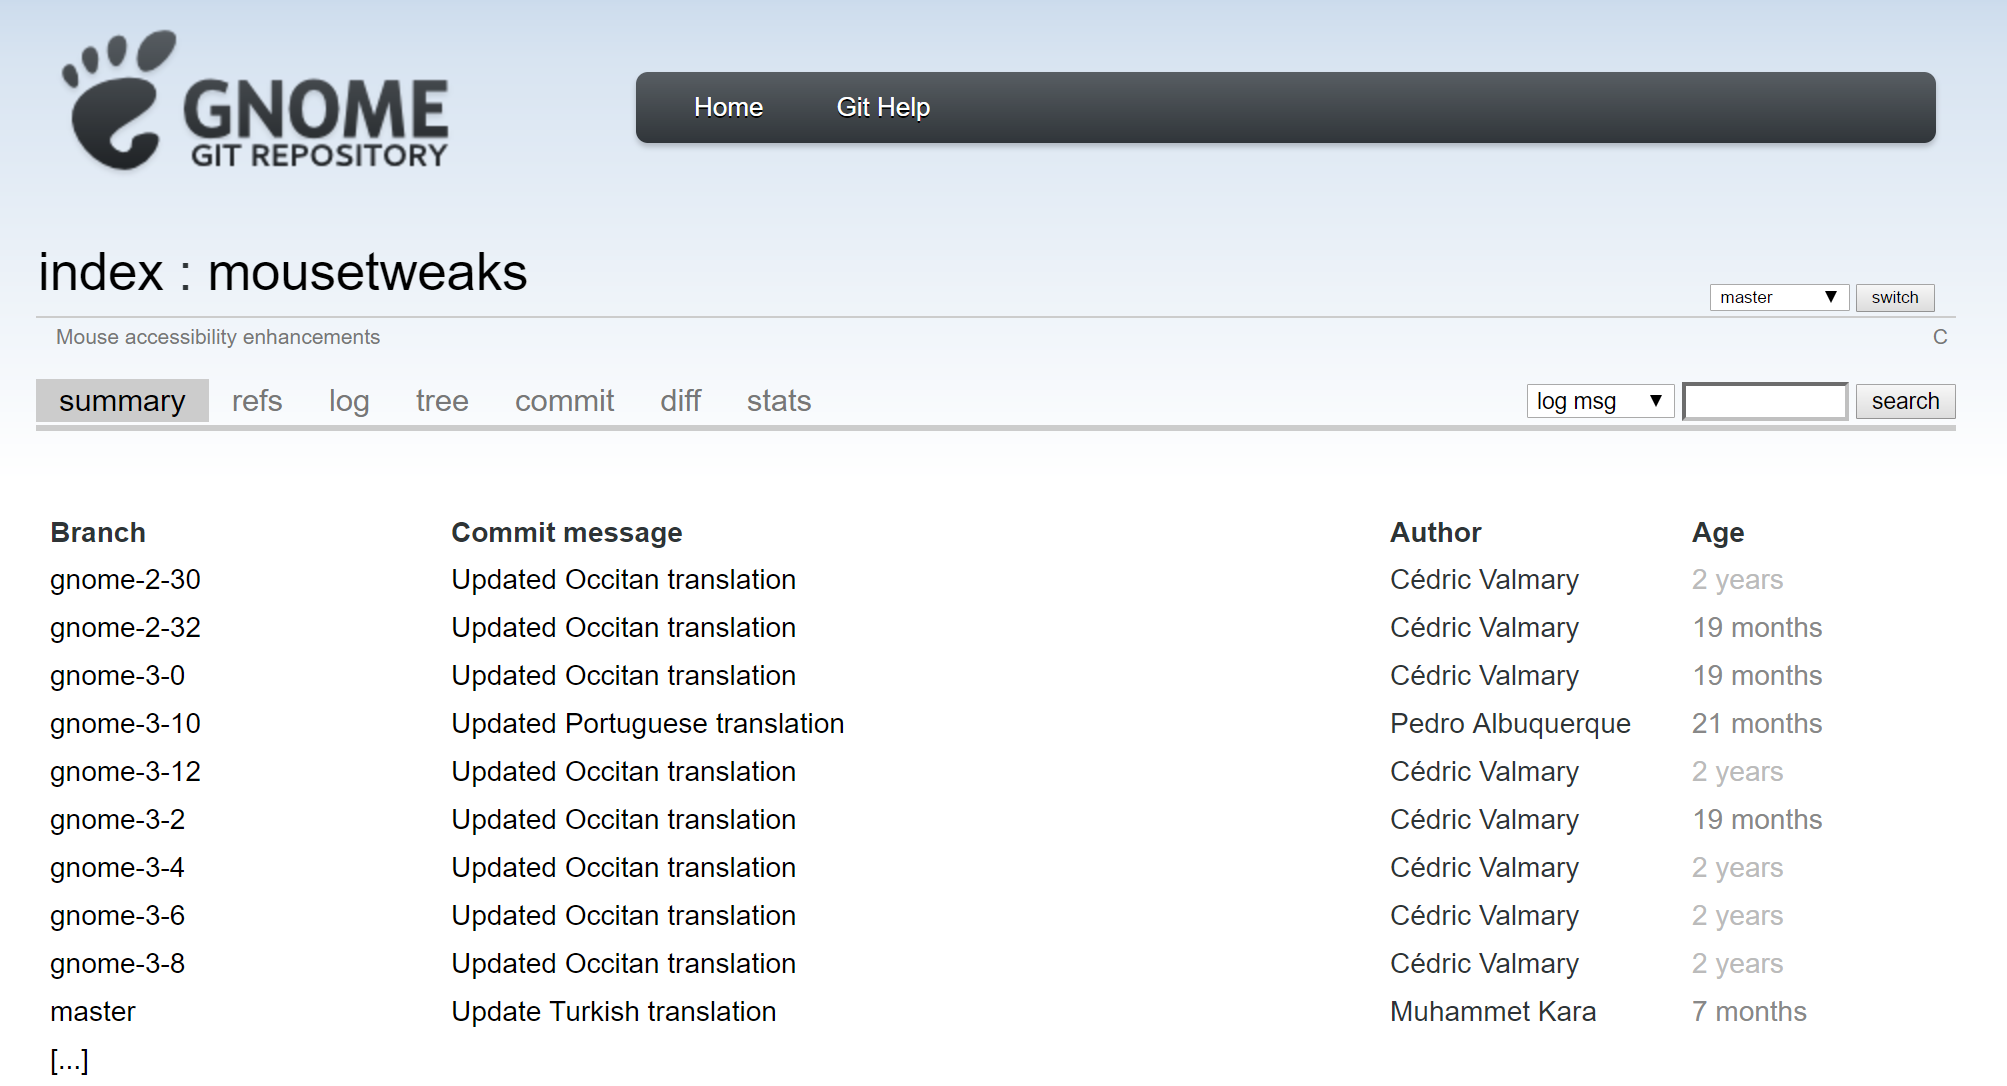 GNOME
GIT REPOSITORY
Home Git Help
index : mousetweaks
master ▼ switch
Mouse accessibility enhancements C
summary refs log tree commit diff stats log msg ▼ search
Branch Commit message Author Age
gnome-2-30 Updated Occitan translation Cédric Valmary 2 years
gnome-2-32 Updated Occitan translation Cédric Valmary 19 months
gnome-3-0 Updated Occitan translation Cédric Valmary 19 months
gnome-3-10 Updated Portuguese translation Pedro Albuquerque 21 months
gnome-3-12 Updated Occitan translation Cédric Valmary 2 years
gnome-3-2 Updated Occitan translation Cédric Valmary 19 months
gnome-3-4 Updated Occitan translation Cédric Valmary 2 years
gnome-3-6 Updated Occitan translation Cédric Valmary 2 years
gnome-3-8 Updated Occitan translation Cédric Valmary 2 years
master Update Turkish translation Muhammet Kara 7 months
[...]